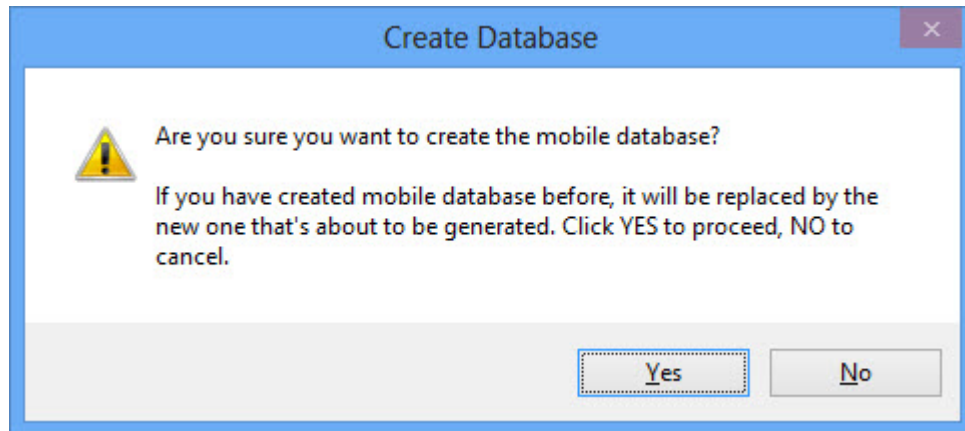 Create Database
Are you sure you want to create the mobile database?
If you have created mobile database before, it will be replaced by the
new one that's about to be generated. Click YES to proceed, NO to
cancel.
Yes
No